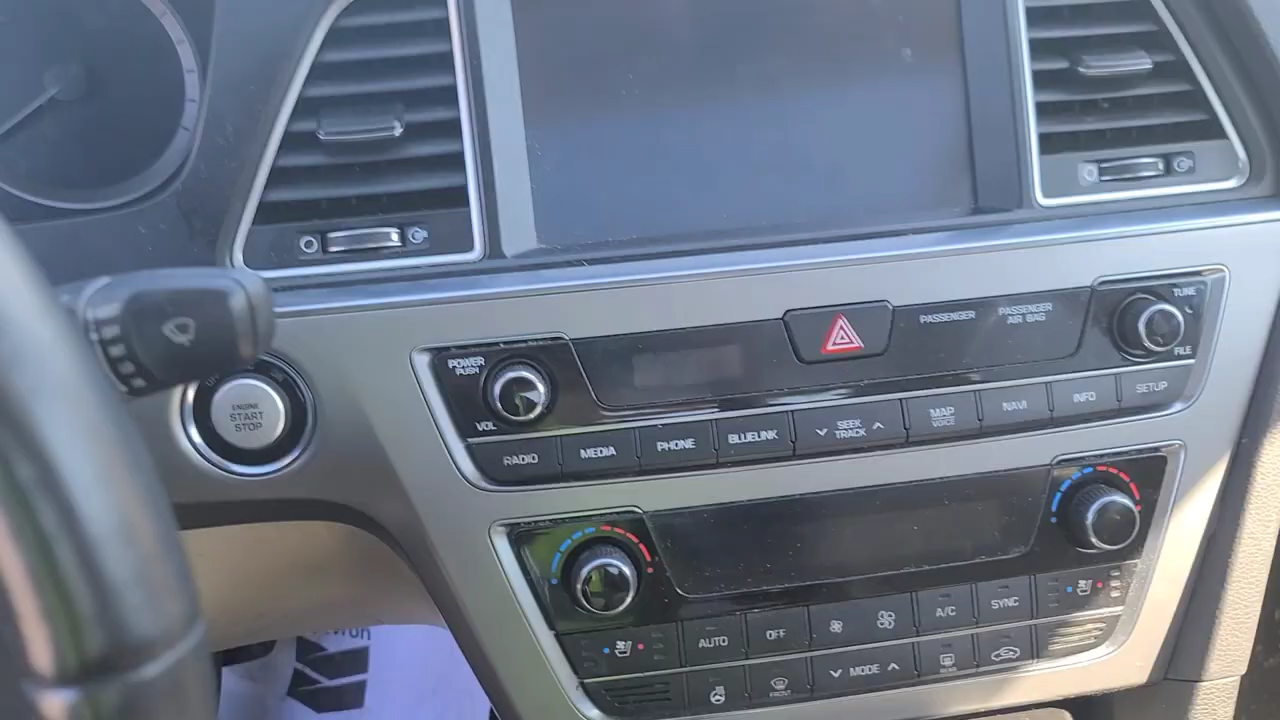 POWER
PUSH
VOL
PASSENGER
PASSENGER
AIR BAG
TUNE
FILE
ENGINE
START
STOP
RADIO
MEDIA
PHONE
BLUELINK
SEEK
TRACK
MAP
VOICE
NAVI
INFO
SETUP
AUTO
OFF
A/C
SYNC
FRONT
MODE
REAR